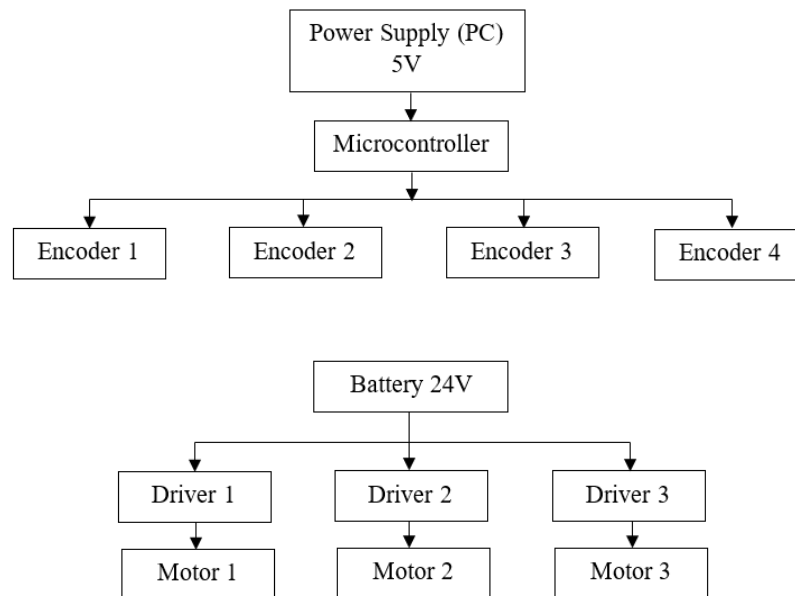 Power Supply (PC)
5V
Microcontroller
Encoder 1
Encoder 2
Encoder 3
Encoder 4
Battery 24V
Driver 1
Driver 2
Driver 3
Motor 1
Motor 2
Motor 3